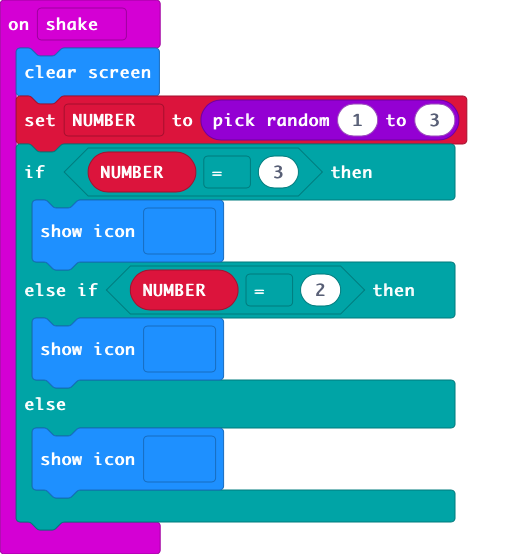 on shake
clear screen
set NUMBER to pick random 1 to 3
if NUMBER = 3 then
show icon
else if NUMBER = 2 then
show icon
else
show icon